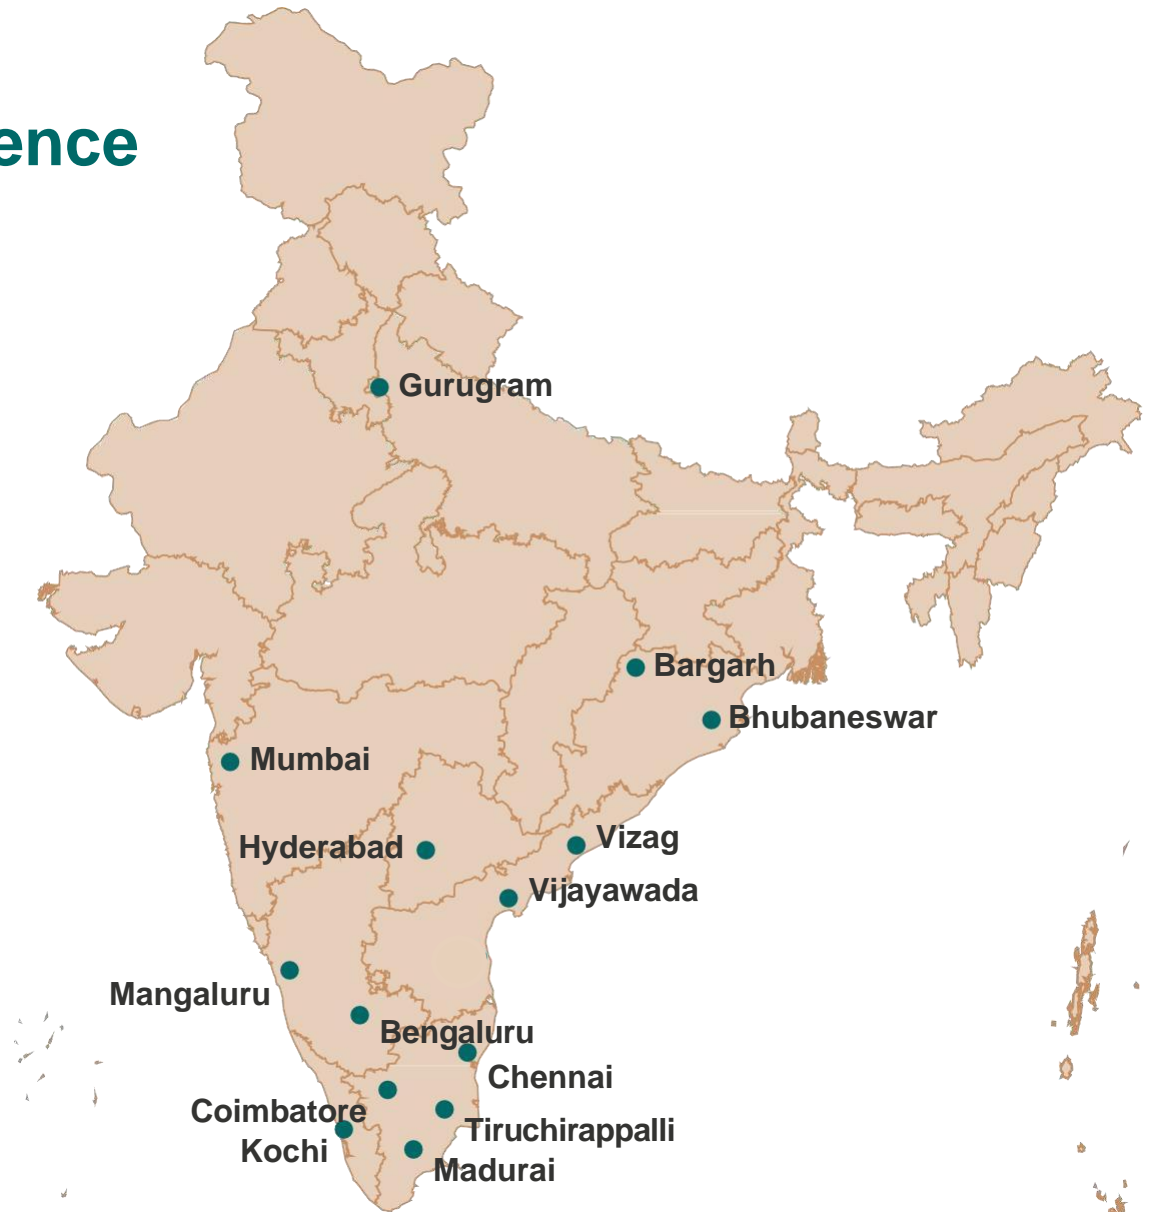 ence
Gurugram
Bargarh
Bhubaneswar
Mumbai
Vizag
Hyderabad
Vijayawada
Mangaluru
Bengaluru
Chennai
Coimbatore
Tiruchirappalli
Kochi
Madurai